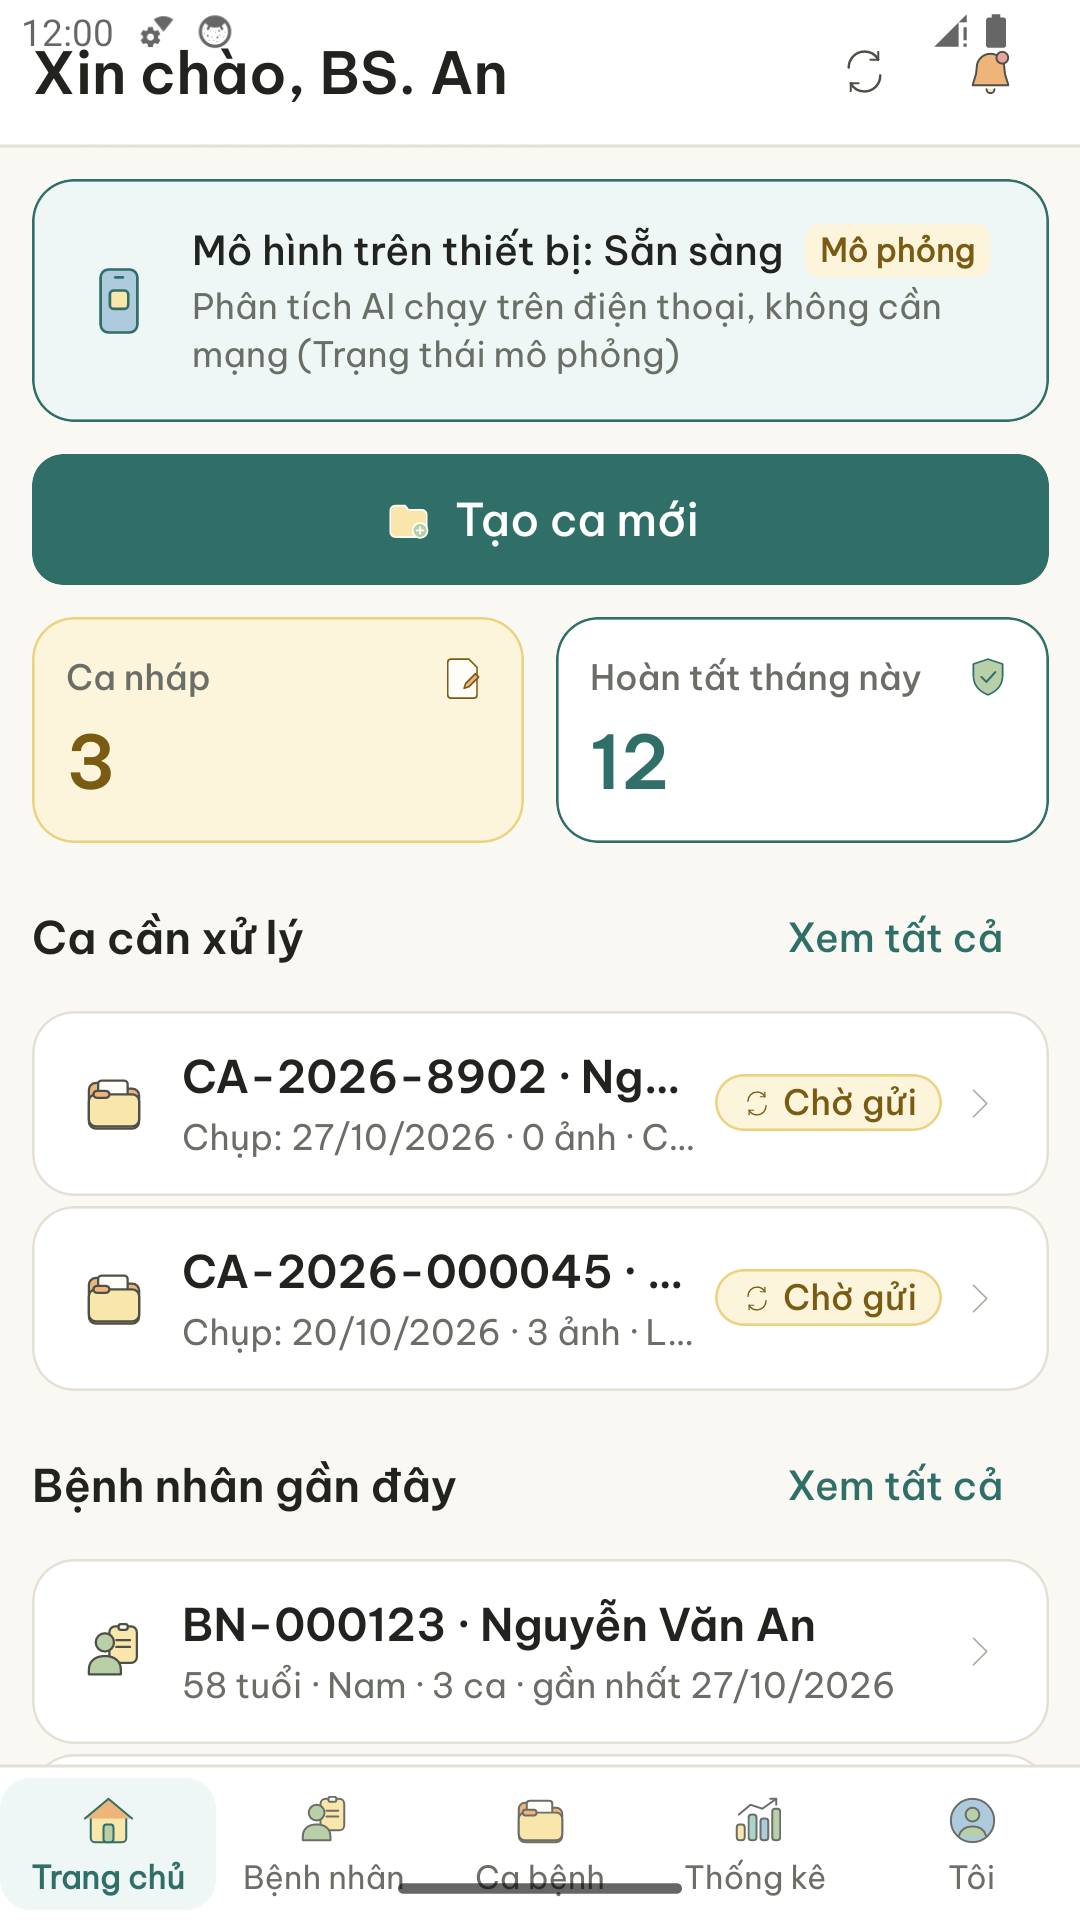 12:00
Xin chào, BS. An
Mô hình trên thiết bị: Sẵn sàng
Mô phỏng
Phân tích AI chạy trên điện thoại, không cần
mạng (Trạng thái mô phỏng)
Tạo ca mới
Ca nháp
3
Hoàn tất tháng này
12
Ca cần xử lý
Xem tất cả
CA-2026-8902 · Ng...
Chờ gửi
Chụp: 27/10/2026 · 0 ảnh · C...
CA-2026-000045 · ...
Chờ gửi
Chụp: 20/10/2026 · 3 ảnh · L...
Bệnh nhân gần đây
Xem tất cả
BN-000123 · Nguyễn Văn An
58 tuổi · Nam · 3 ca · gần nhất 27/10/2026
Trang chủ
Bệnh nhân
Ca bệnh
Thống kê
Tôi